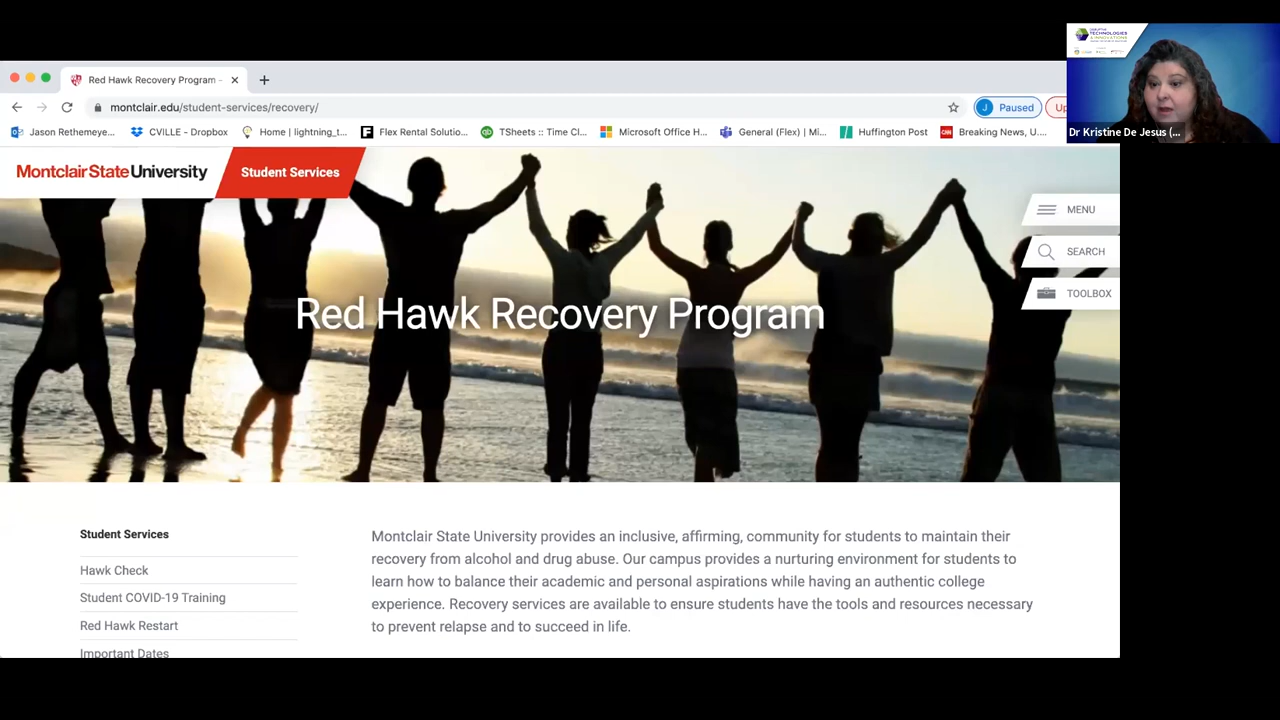 Red Hawk Recovery Program -
montclair.edu/student-services/recovery/
J Paused Up
Jason Rethemeye... CVILLE - Dropbox Home | lightning_t... Flex Rental Solutio... TSheets :: Time Cl... Microsoft Office H... General (Flex) | Mi... Huffington Post CNN Breaking News, U....
TECHNOLOGIES
& INNOVATIONS
Dr Kristine De Jesus (...
Montclair State University
Student Services
MENU
SEARCH
TOOLBOX
Red Hawk Recovery Program
Student Services
Hawk Check
Student COVID-19 Training
Red Hawk Restart
Important Dates
Montclair State University provides an inclusive, affirming, community for students to maintain their
recovery from alcohol and drug abuse. Our campus provides a nurturing environment for students to
learn how to balance their academic and personal aspirations while having an authentic college
experience. Recovery services are available to ensure students have the tools and resources necessary
to prevent relapse and to succeed in life.